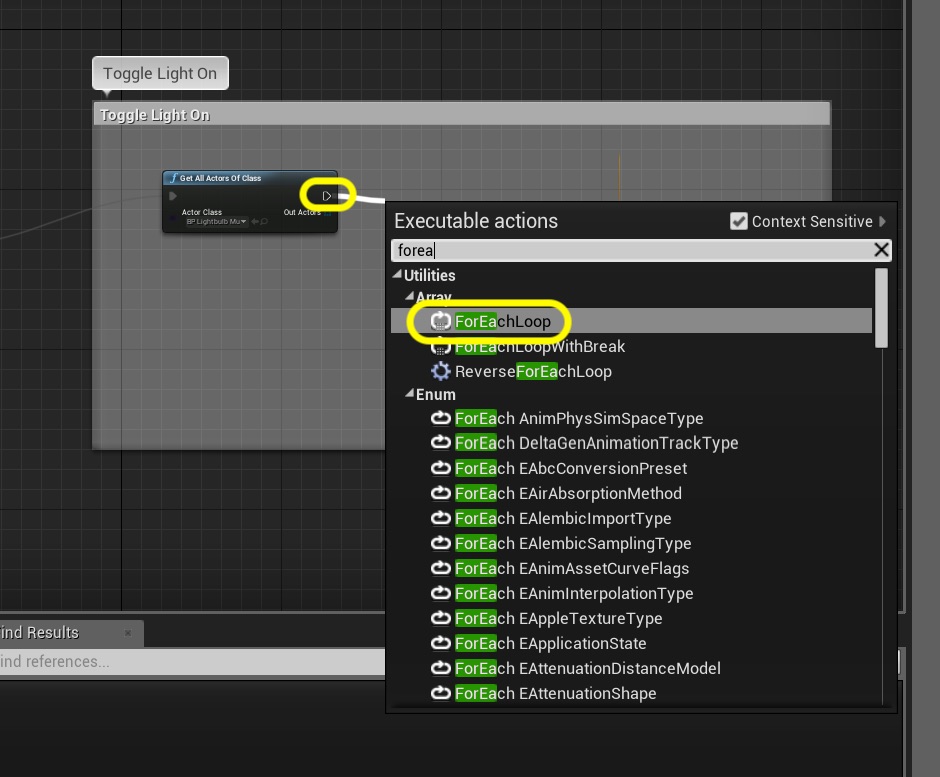 Toggle Light On
Toggle Light On
f Get All Actors Of Class
Actor Class
Out Actors
BP Lightbulb Mu
Executable actions
Context Sensitive
forea
Utilities
Array
ForEachLoop
ForEachLoopWithBreak
ReverseForEachLoop
Enum
ForEach AnimPhysSimSpaceType
ForEach DeltaGenAnimationTrackType
ForEach EAbcConversionPreset
ForEach EAirAbsorptionMethod
ForEach EAlembicImportType
ForEach EAlembicSamplingType
ForEach EAnimAssetCurveFlags
ForEach EAnimInterpolationType
ForEach EAppleTextureType
ForEach EApplicationState
ForEach EAttenuationDistanceModel
ForEach EAttenuationShape
ind Results
ind references...